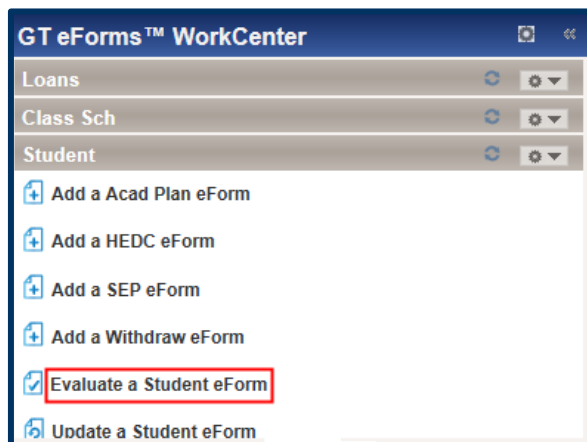 GT eForms™ WorkCenter
Loans
Class Sch
Student
Add a Acad Plan eForm
Add a HEDC eForm
Add a SEP eForm
Add a Withdraw eForm
Evaluate a Student eForm
Update a Student eForm